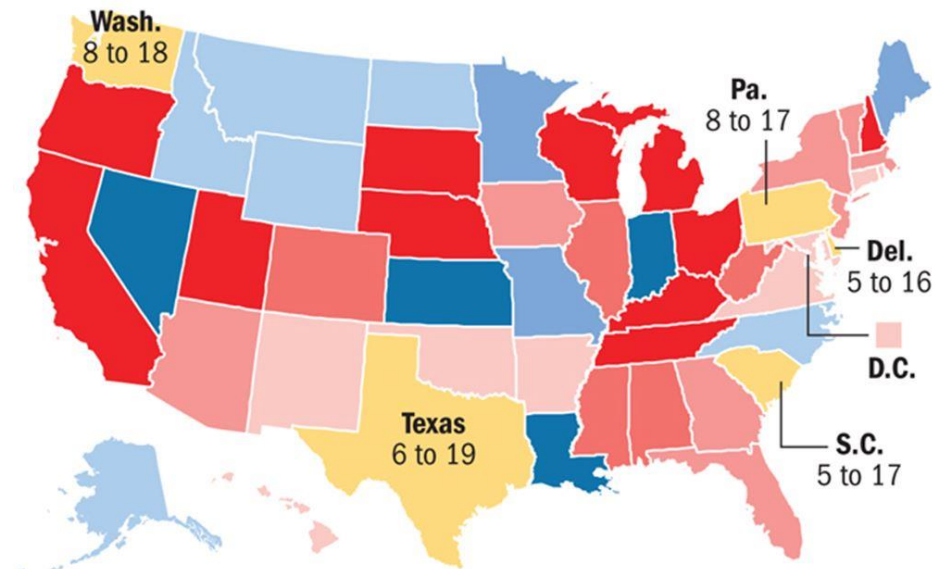 Wash.
8 to 18
Pa.
8 to 17
Del.
5 to 16
D.C.
Texas
6 to 19
S.C.
5 to 17